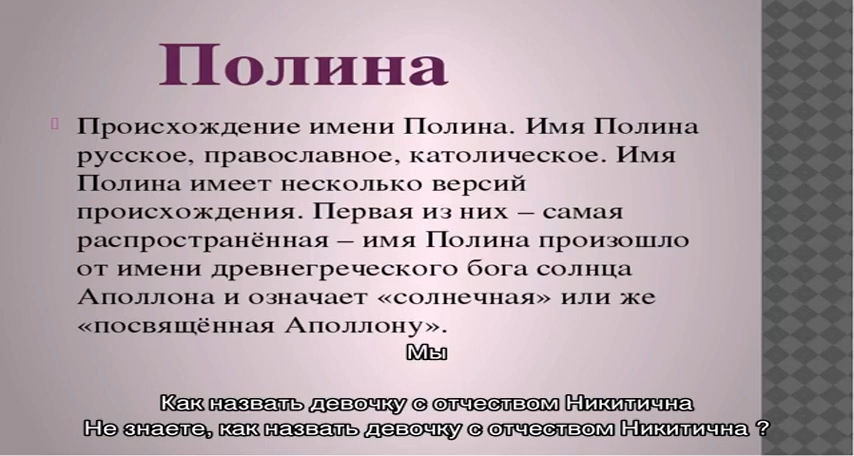 Полина
Происхождение имени Полина. Имя Полина
русское, православное, католическое. Имя
Полина имеет несколько версий
происхождения. Первая из них – самая
распространённая – имя Полина произошло
от имени древнегреческого бога солнца
Аполлона и означает «солнечная» или же
«посвящённая Аполлону».
Мы
Как назвать девочку с отчеством Никитична
Не знаете, как назвать девочку с отчеством Никитична ?